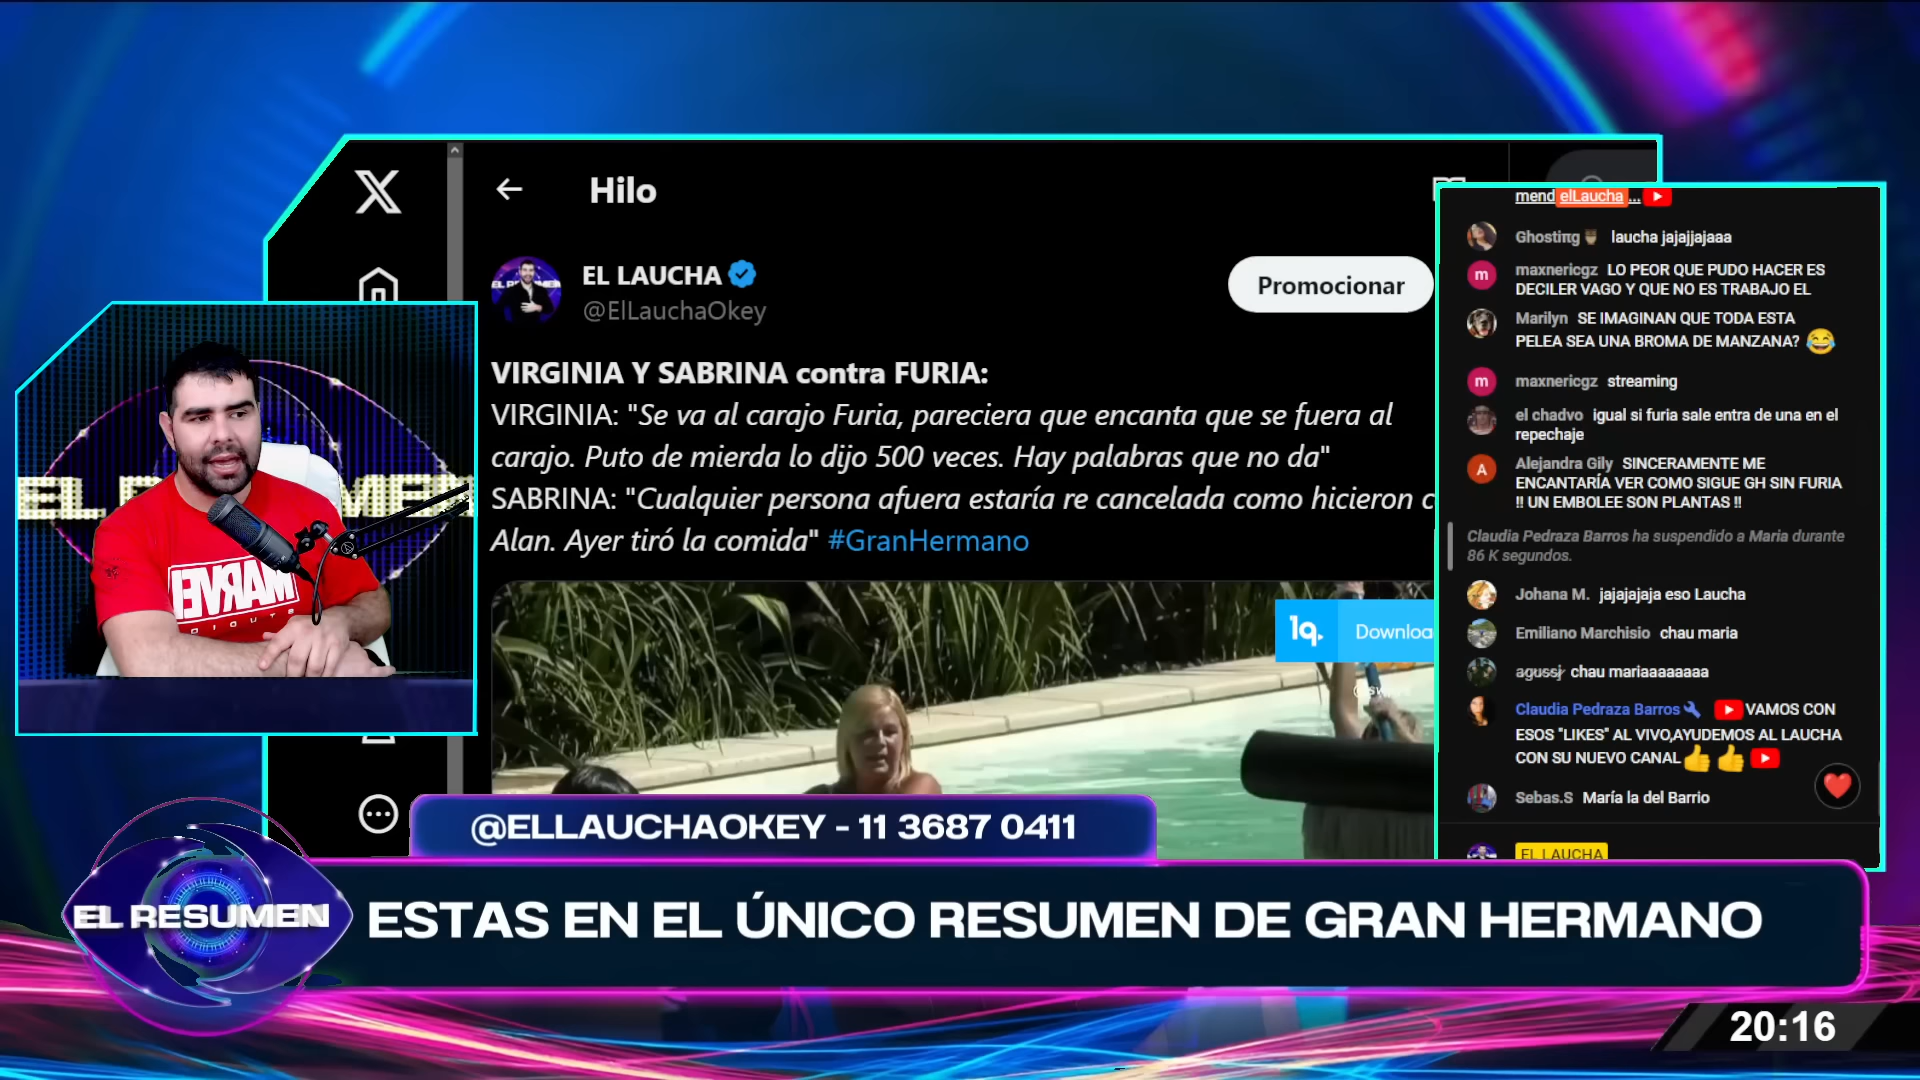 X
Hilo
EL LAUCHA
@ElLauchaOkey
Promocionar
VIRGINIA Y SABRINA contra FURIA:
VIRGINIA: "Se va al carajo Furia, pareciera que encanta que se fuera al
carajo. Puto de mierda lo dijo 500 veces. Hay palabras que no da"
SABRINA: "Cualquier persona afuera estaría re cancelada como hicieron c
Alan. Ayer tiró la comida" #GranHermano
1q.
Downloa
MARVEL
mend elLaucha ...
Ghostiпg laucha jajajjajaaa
maxnericgz LO PEOR QUE PUDO HACER ES
DECILER VAGO Y QUE NO ES TRABAJO EL
Marilyn SE IMAGINAN QUE TODA ESTA
PELEA SEA UNA BROMA DE MANZANA? 😂
maxnericgz streaming
el chadvo igual si furia sale entra de una en el
repechaje
Alejandra Gily SINCERAMENTE ME
ENCANTARÍA VER COMO SIGUE GH SIN FURIA
!! UN EMBOLEE SON PLANTAS !!
Claudia Pedraza Barros ha suspendido a Maria durante
86 K segundos.
Johana M. jajajajaja eso Laucha
Emiliano Marchisio chau maria
agussj chau mariaaaaaaaa
Claudia Pedraza Barros VAMOS CON
ESOS "LIKES" AL VIVO,AYUDEMOS AL LAUCHA
CON SU NUEVO CANAL 👍 👍
Sebas.S María la del Barrio
EL LAUCHA
@ELLAUCHAOKEY - 11 3687 0411
EL RESUMEN
ESTAS EN EL ÚNICO RESUMEN DE GRAN HERMANO
20:16